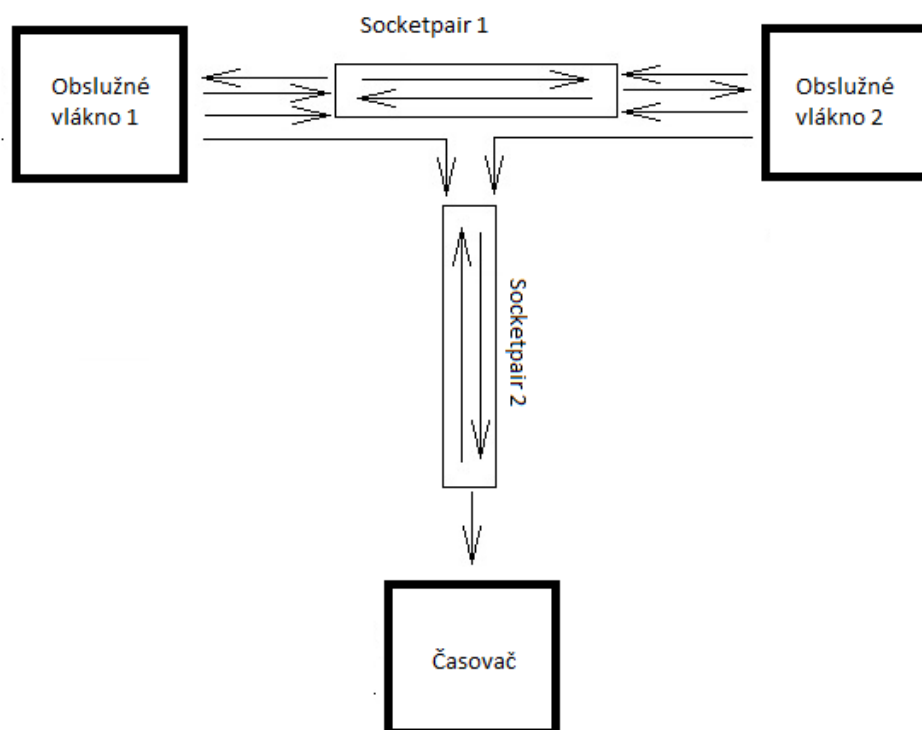 Socketpair 1
Obslužné
vlákno 1
Obslužné
vlákno 2
Socketpair 2
Časovač